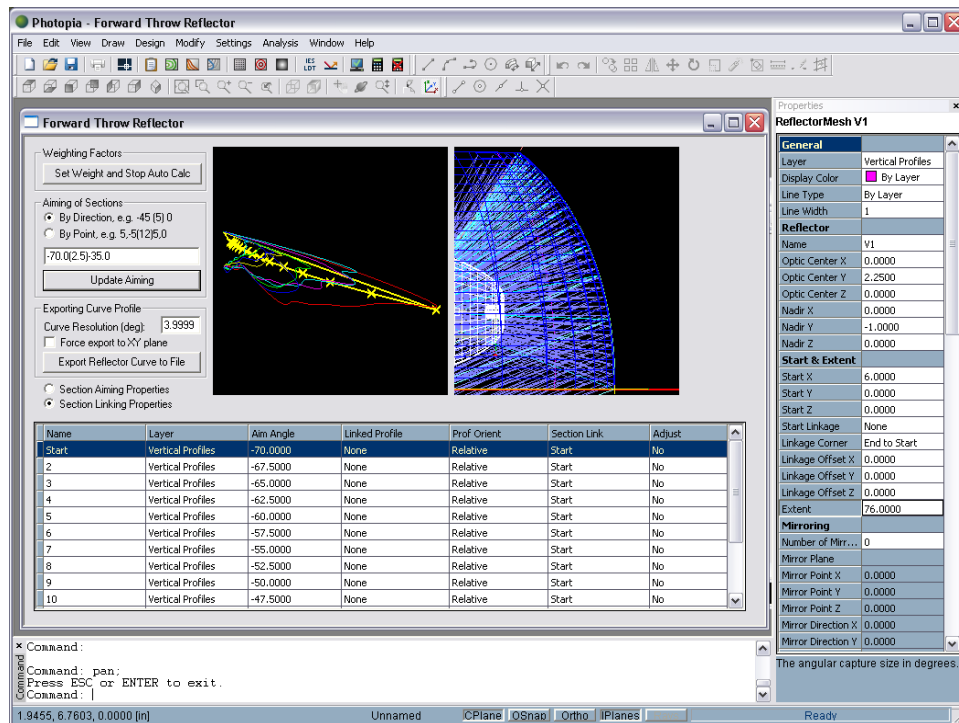 Photopia - Forward Throw Reflector
File Edit View Draw Design Modify Settings Analysis Window Help
IES
LDT
Forward Throw Reflector
Weighting Factors
Set Weight and Stop Auto Calc
Aiming of Sections
By Direction, e.g. -45 (5) 0
By Point, e.g. 5,-5(12)5,0
-70.0(2.5)-35.0
Update Aiming
Exporting Curve Profile
Curve Resolution (deg): 3.9999
Force export to XY plane
Export Reflector Curve to File
Section Aiming Properties
Section Linking Properties
Name Layer Aim Angle Linked Profile Prof Orient Section Link Adjust
Start Vertical Profiles -70.0000 None Relative Start No
2 Vertical Profiles -67.5000 None Relative Start No
3 Vertical Profiles -65.0000 None Relative Start No
4 Vertical Profiles -62.5000 None Relative Start No
5 Vertical Profiles -60.0000 None Relative Start No
6 Vertical Profiles -57.5000 None Relative Start No
7 Vertical Profiles -55.0000 None Relative Start No
8 Vertical Profiles -52.5000 None Relative Start No
9 Vertical Profiles -50.0000 None Relative Start No
10 Vertical Profiles -47.5000 None Relative Start No
Properties
ReflectorMesh V1
General
Layer Vertical Profiles
Display Color By Layer
Line Type By Layer
Line Width 1
Reflector
Name V1
Optic Center X 0.0000
Optic Center Y 2.2500
Optic Center Z 0.0000
Nadir X 0.0000
Nadir Y -1.0000
Nadir Z 0.0000
Start & Extent
Start X 6.0000
Start Y 0.0000
Start Z 0.0000
Start Linkage None
Linkage Corner End to Start
Linkage Offset X 0.0000
Linkage Offset Y 0.0000
Linkage Offset Z 0.0000
Extent 76.0000
Mirroring
Number of Mirr... 0
Mirror Plane
Mirror Point X 0.0000
Mirror Point Y 0.0000
Mirror Point Z 0.0000
Mirror Direction X 0.0000
Mirror Direction Y 0.0000
The angular capture size in degrees.
Command
Command:
Command: pan;
Press ESC or ENTER to exit.
Command:
1.9455, 6.7603, 0.0000 [in] Unnamed CPlane OSnap Ortho IPlanes Ready